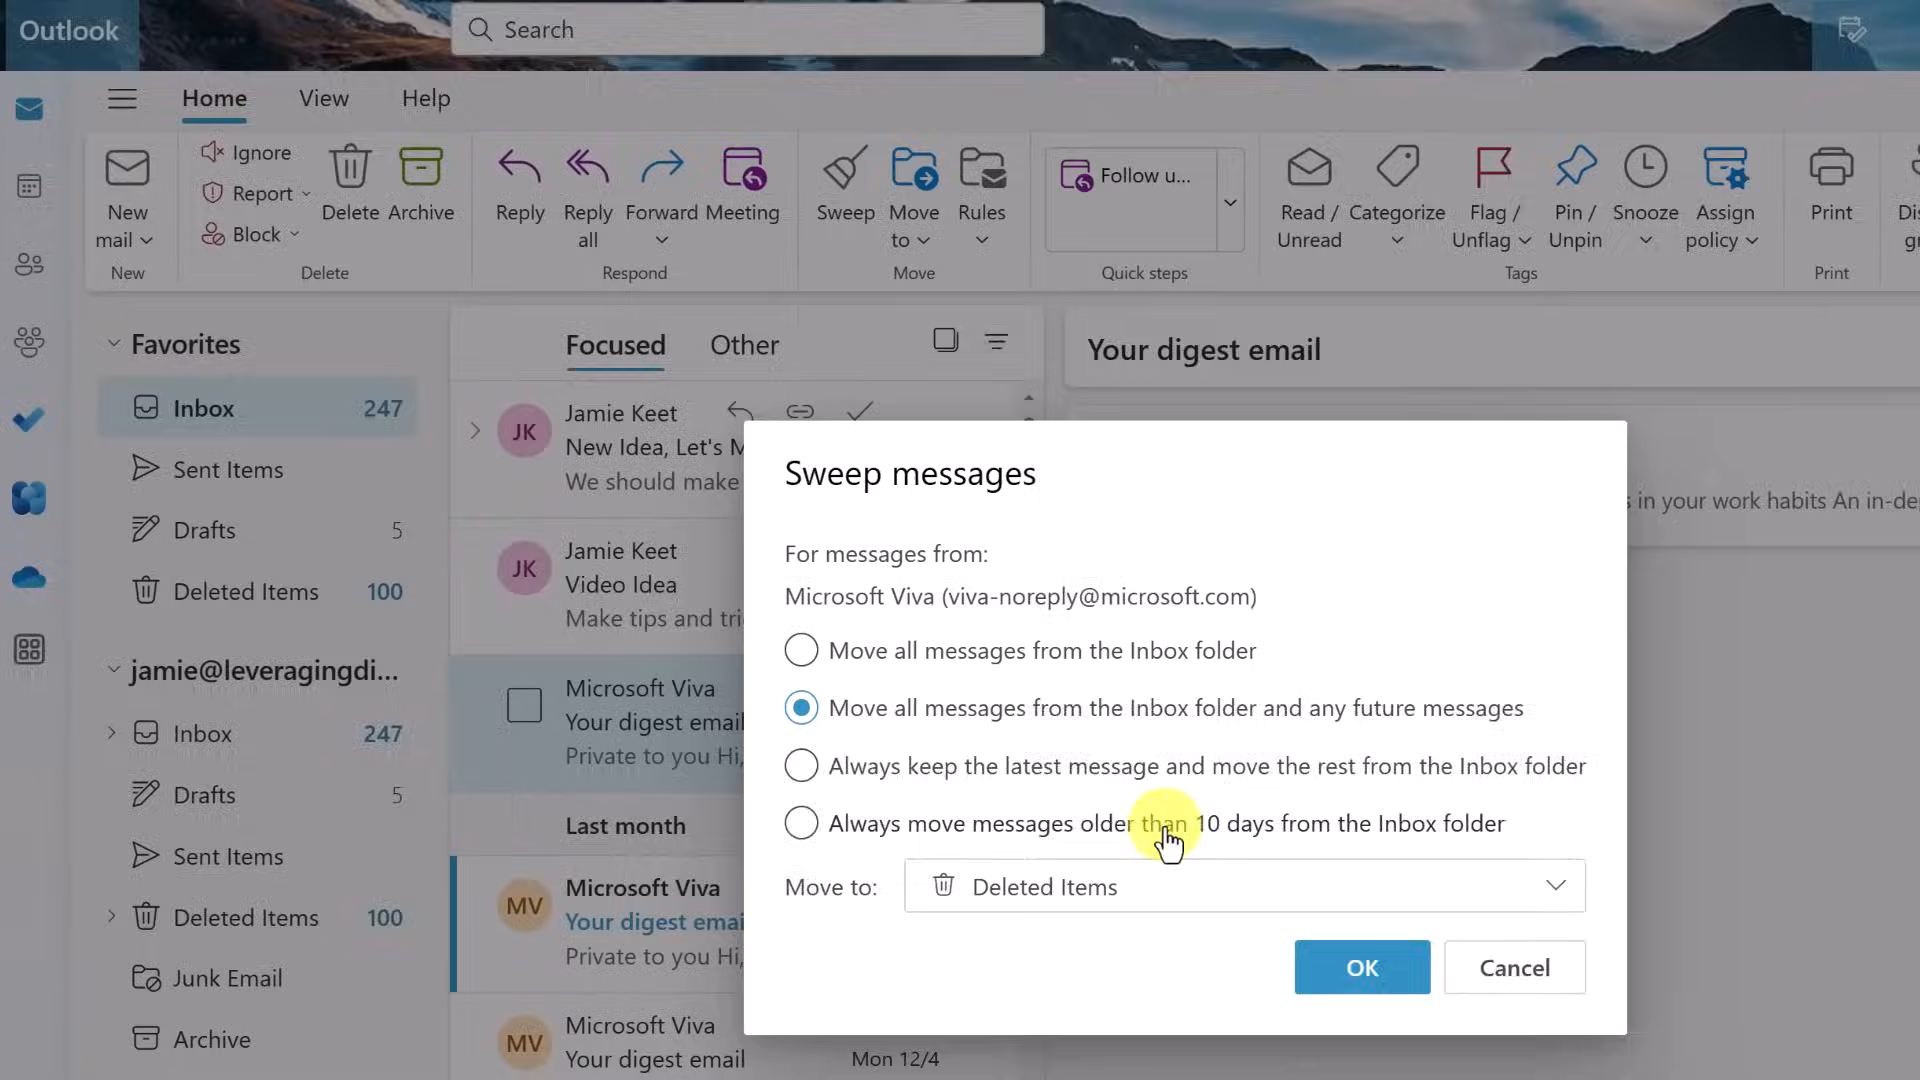 Outlook
Search
Home View Help
New mail
New
Ignore
Report
Block
Delete
Archive
Delete
Reply
Reply all
Forward
Meeting
Respond
Sweep
Move to
Rules
Move
Follow u...
Quick steps
Read / Unread
Categorize
Flag / Unflag
Pin / Unpin
Snooze
Assign policy
Tags
Print
Print
Favorites
Inbox 247
Sent Items
Drafts 5
Deleted Items 100
jamie@leveragingdi...
Inbox 247
Drafts 5
Sent Items
Deleted Items 100
Junk Email
Archive
Focused Other
JK
Jamie Keet
New Idea, Let's M
We should make
JK
Jamie Keet
Video Idea
Make tips and tri
Microsoft Viva
Your digest email
Private to you Hi,
Last month
MV
Microsoft Viva
Your digest emai
Private to you Hi,
MV
Microsoft Viva
Your digest email Mon 12/4
Your digest email
s in your work habits An in-de
Sweep messages
For messages from:
Microsoft Viva (viva-noreply@microsoft.com)
Move all messages from the Inbox folder
Move all messages from the Inbox folder and any future messages
Always keep the latest message and move the rest from the Inbox folder
Always move messages older than 10 days from the Inbox folder
Move to: Deleted Items
OK Cancel